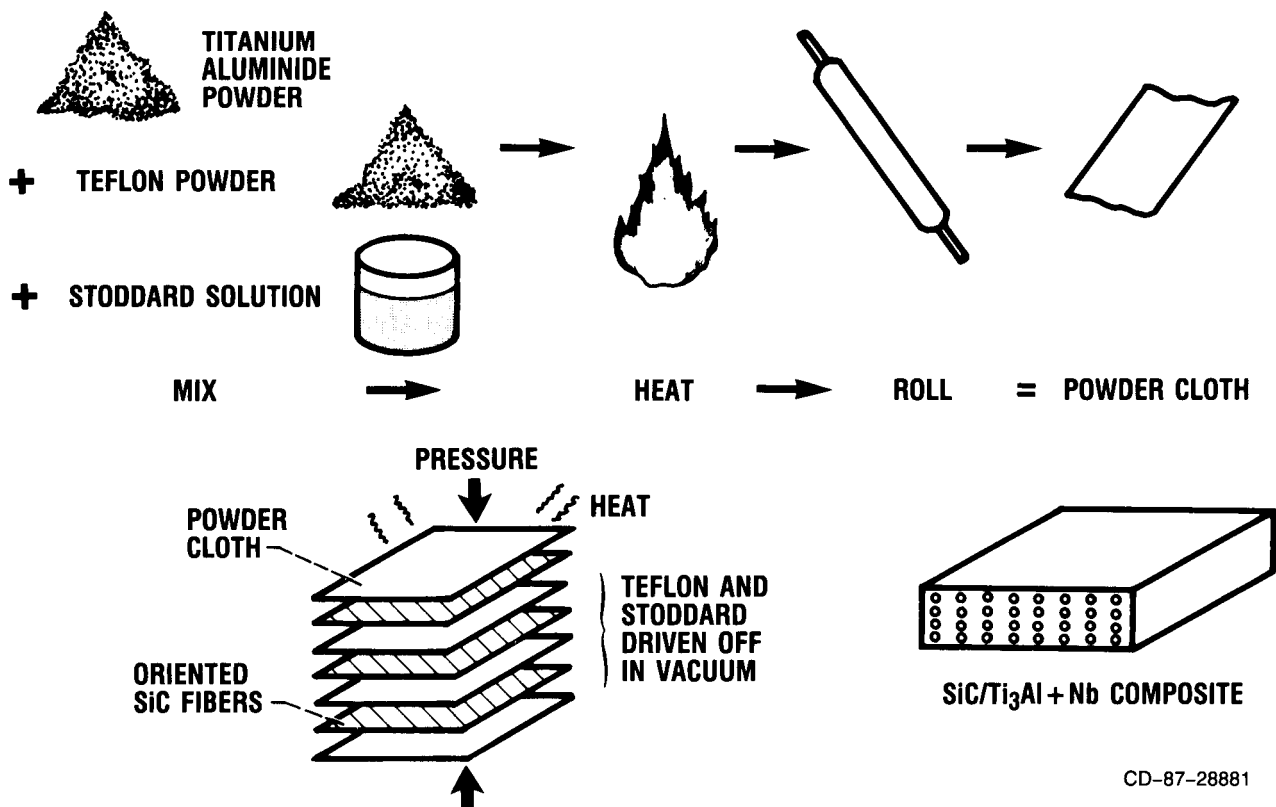 TITANIUM
ALUMINIDE
POWDER
+ TEFLON POWDER
+ STODDARD SOLUTION
MIX HEAT ROLL = POWDER CLOTH
PRESSURE
HEAT
POWDER
CLOTH
TEFLON AND
STODDARD
DRIVEN OFF
IN VACUUM
ORIENTED
SiC FIBERS
SiC/Ti₃Al + Nb COMPOSITE
CD-87-28881